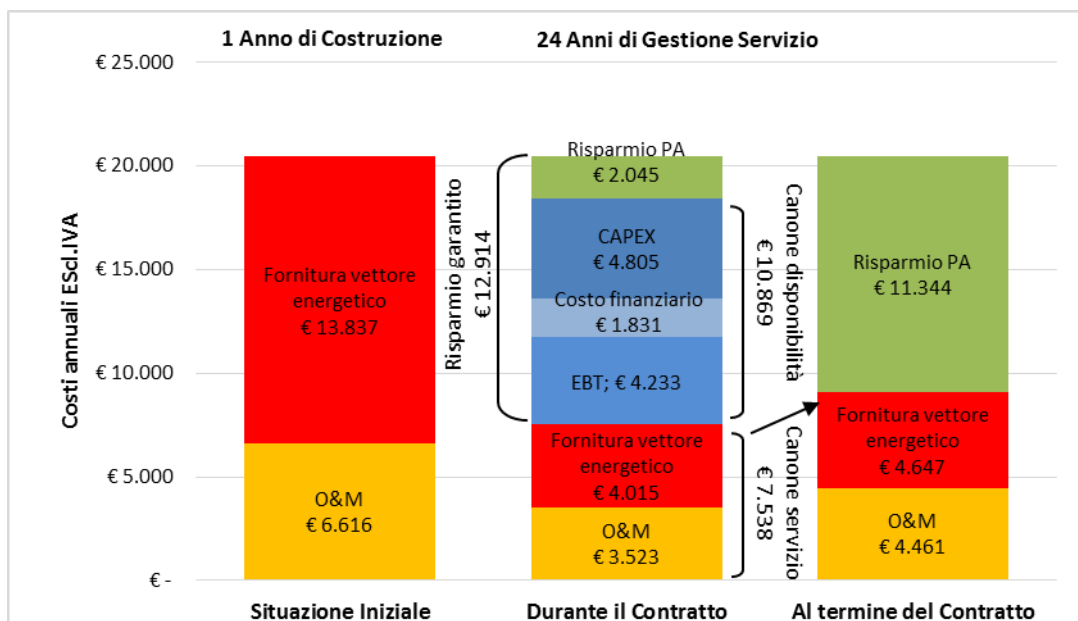 1 Anno di Costruzione
24 Anni di Gestione Servizio
Costi annuali EScl.IVA
€ 25.000
€ 20.000
€ 15.000
€ 10.000
€ 5.000
€ -
Fornitura vettore
energetico
€ 13.837
O&M
€ 6.616
Risparmio garantito
€ 12.914
Risparmio PA
€ 2.045
CAPEX
€ 4.805
Costo finanziario
€ 1.831
EBT; € 4.233
Fornitura vettore
energetico
€ 4.015
O&M
€ 3.523
Canone disponibilità
€ 10.869
Canone servizio
€ 7.538
Risparmio PA
€ 11.344
Fornitura vettore
energetico
€ 4.647
O&M
€ 4.461
Situazione Iniziale
Durante il Contratto
Al termine del Contratto